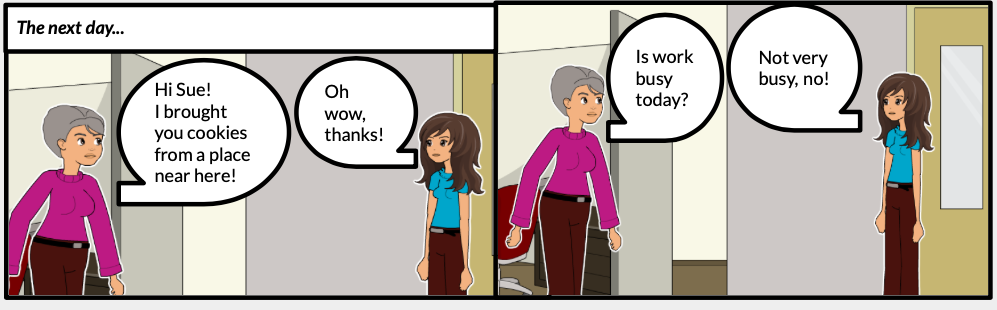 The next day...
Hi Sue!
I brought
you cookies
from a place
near here!
Oh
wow,
thanks!
Is work
busy
today?
Not very
busy, no!